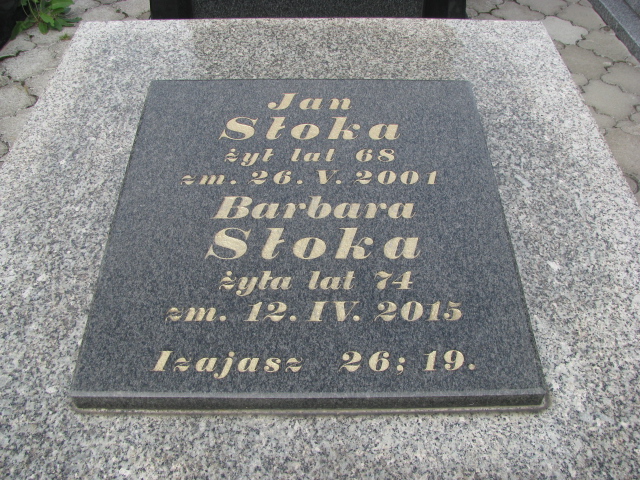 Jan
Słoka
żył lat 68
zm. 26. V. 2001
Barbara
Słoka
żyła lat 74
zm. 12. IV. 2015
Izajasz 26; 19.